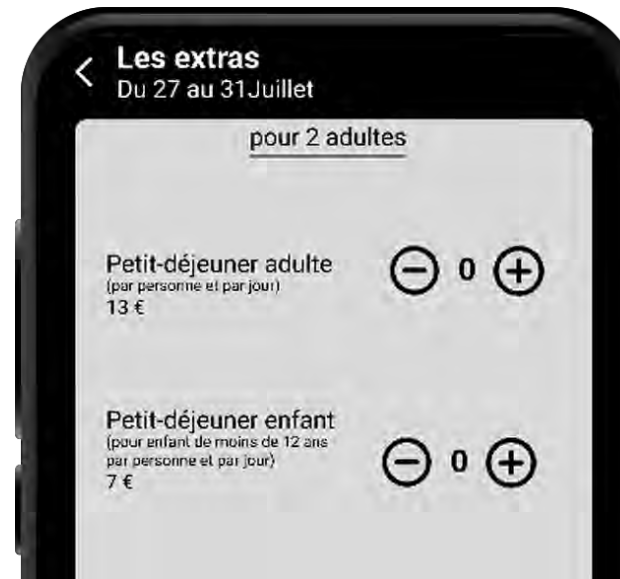 Les extras
Du 27 au 31Juillet
pour 2 adultes
Petit-déjeuner adulte
(par personne et par jour)
13 €
0
Petit-déjeuner enfant
(pour enfant de moins de 12 ans
par personne et par jour)
7 €
0